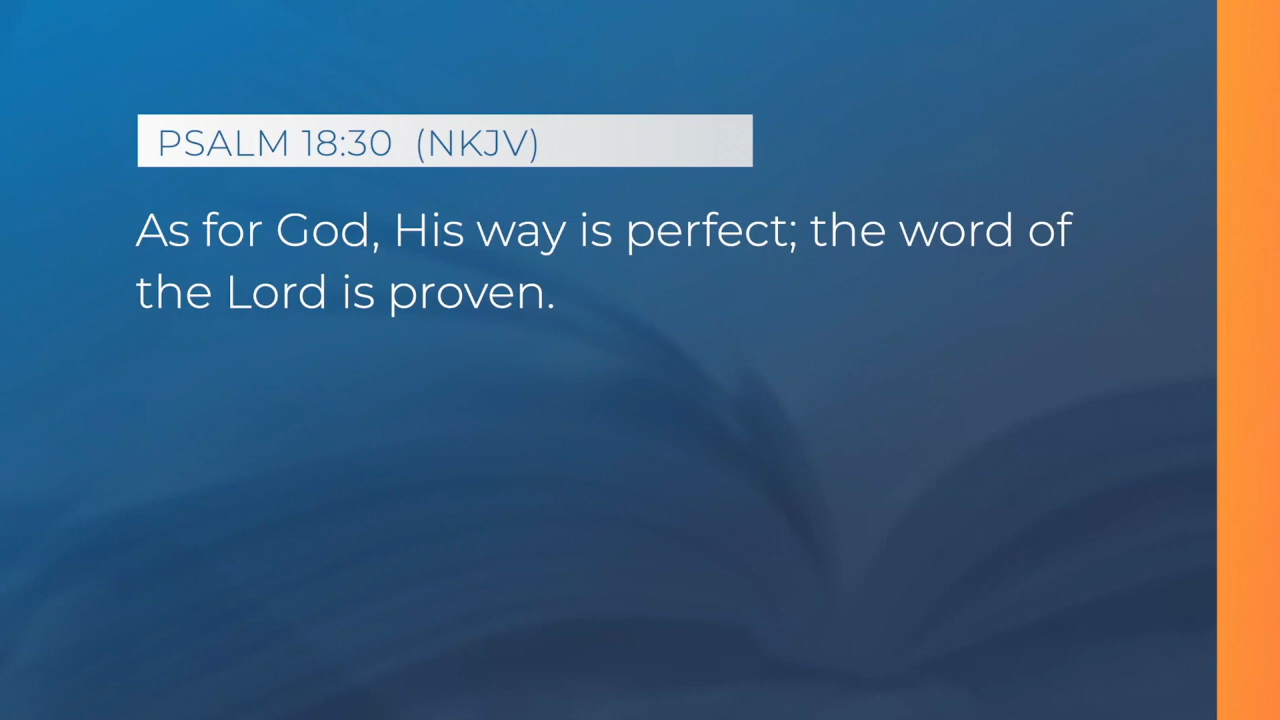 PSALM 18:30 (NKJV)
As for God, His way is perfect; the word of
the Lord is proven.